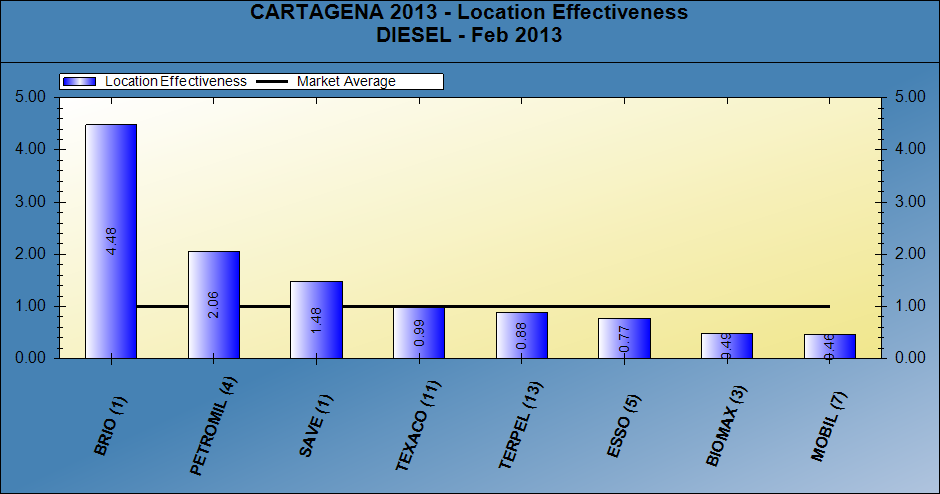 CARTAGENA 2013 - Location Effectiveness
DIESEL - Feb 2013
Location Effectiveness
Market Average
5.00
4.00
3.00
2.00
1.00
0.00
5.00
4.00
3.00
2.00
1.00
0.00
4.48
2.06
1.48
0.99
0.88
0.77
0.49
0.46
BRIO (1)
PETROMIL (4)
SAVE (1)
TEXACO (11)
TERPEL (13)
ESSO (5)
BIOMAX (3)
MOBIL (7)